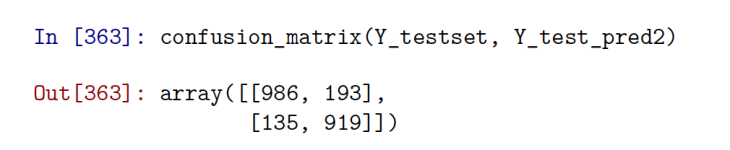 In [363]: confusion_matrix(Y_testset, Y_test_pred2)
Out[363]: array([[986, 193],
[135, 919]])